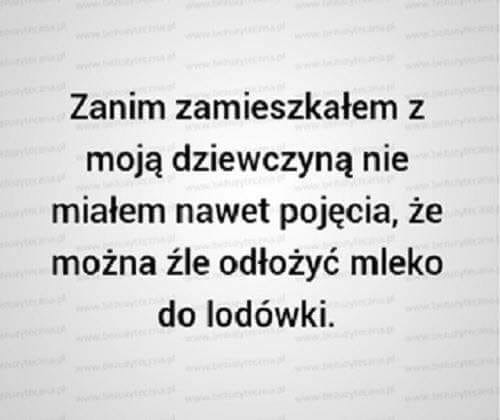 Zanim zamieszkałem z
moją dziewczyną nie
miałem nawet pojęcia, że
można źle odłożyć mleko
do lodówki.